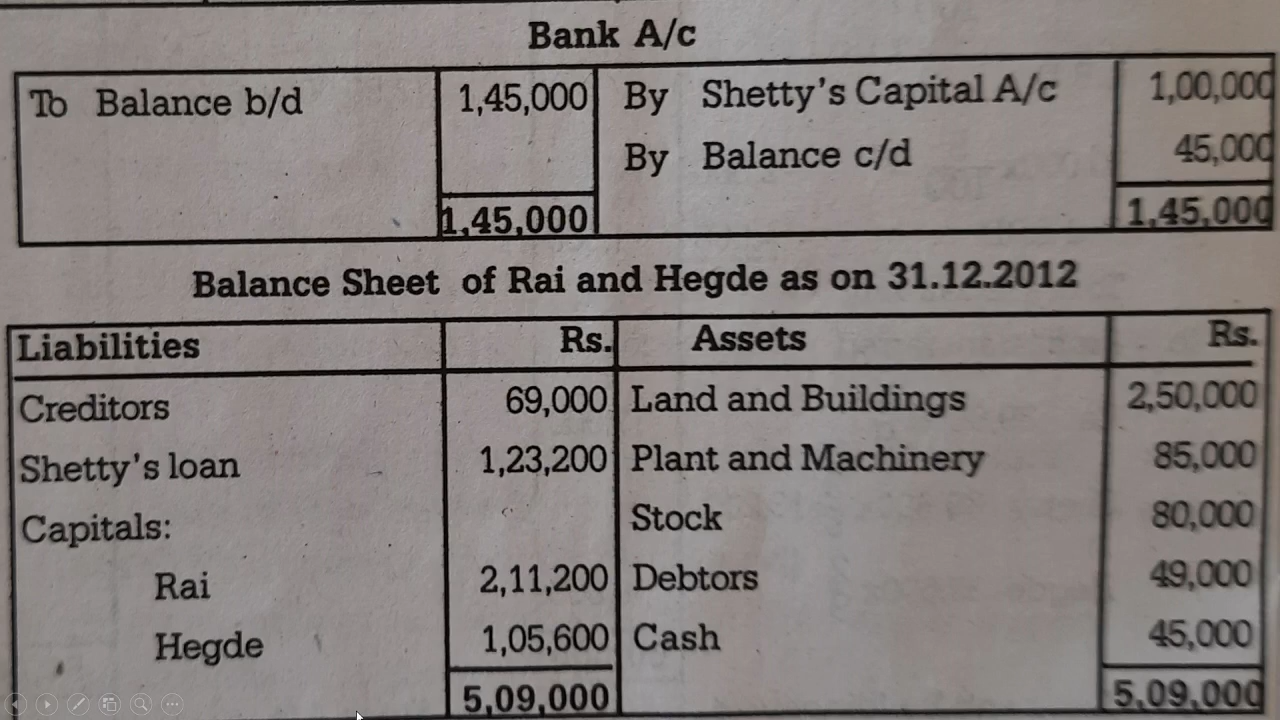 Bank A/c
To Balance b/d 1,45,000 By Shetty's Capital A/c 1,00,000
By Balance c/d 45,000
1,45,000 1,45,000
Balance Sheet of Rai and Hegde as on 31.12.2012
Liabilities Rs. Assets Rs.
Creditors 69,000 Land and Buildings 2,50,000
Shetty's loan 1,23,200 Plant and Machinery 85,000
Capitals: Stock 80,000
Rai 2,11,200 Debtors 49,000
Hegde 1,05,600 Cash 45,000
5,09,000 5,09,000